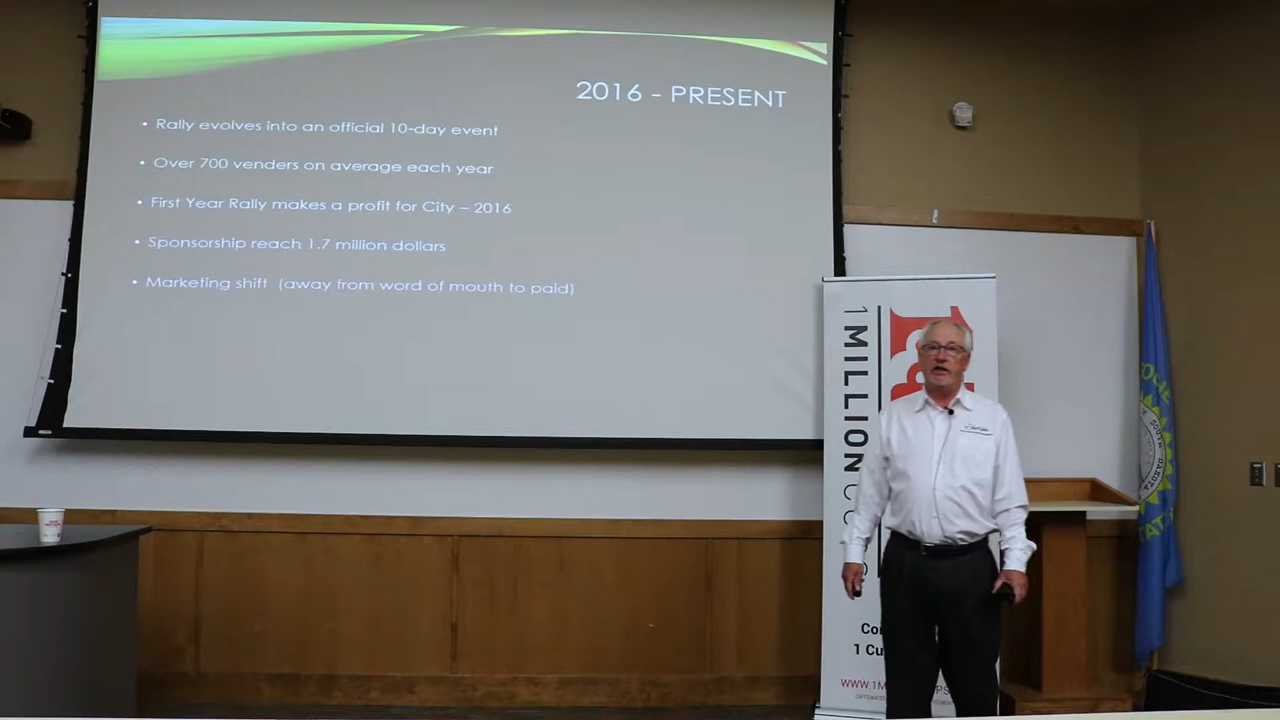 2016 - PRESENT
• Rally evolves into an official 10-day event
• Over 700 venders on average each year
• First Year Rally makes a profit for City – 2016
• Sponsorship reach 1.7 million dollars
• Marketing shift (away from word of mouth to paid)
1 MILLION
1
SOUTH DAKOTA